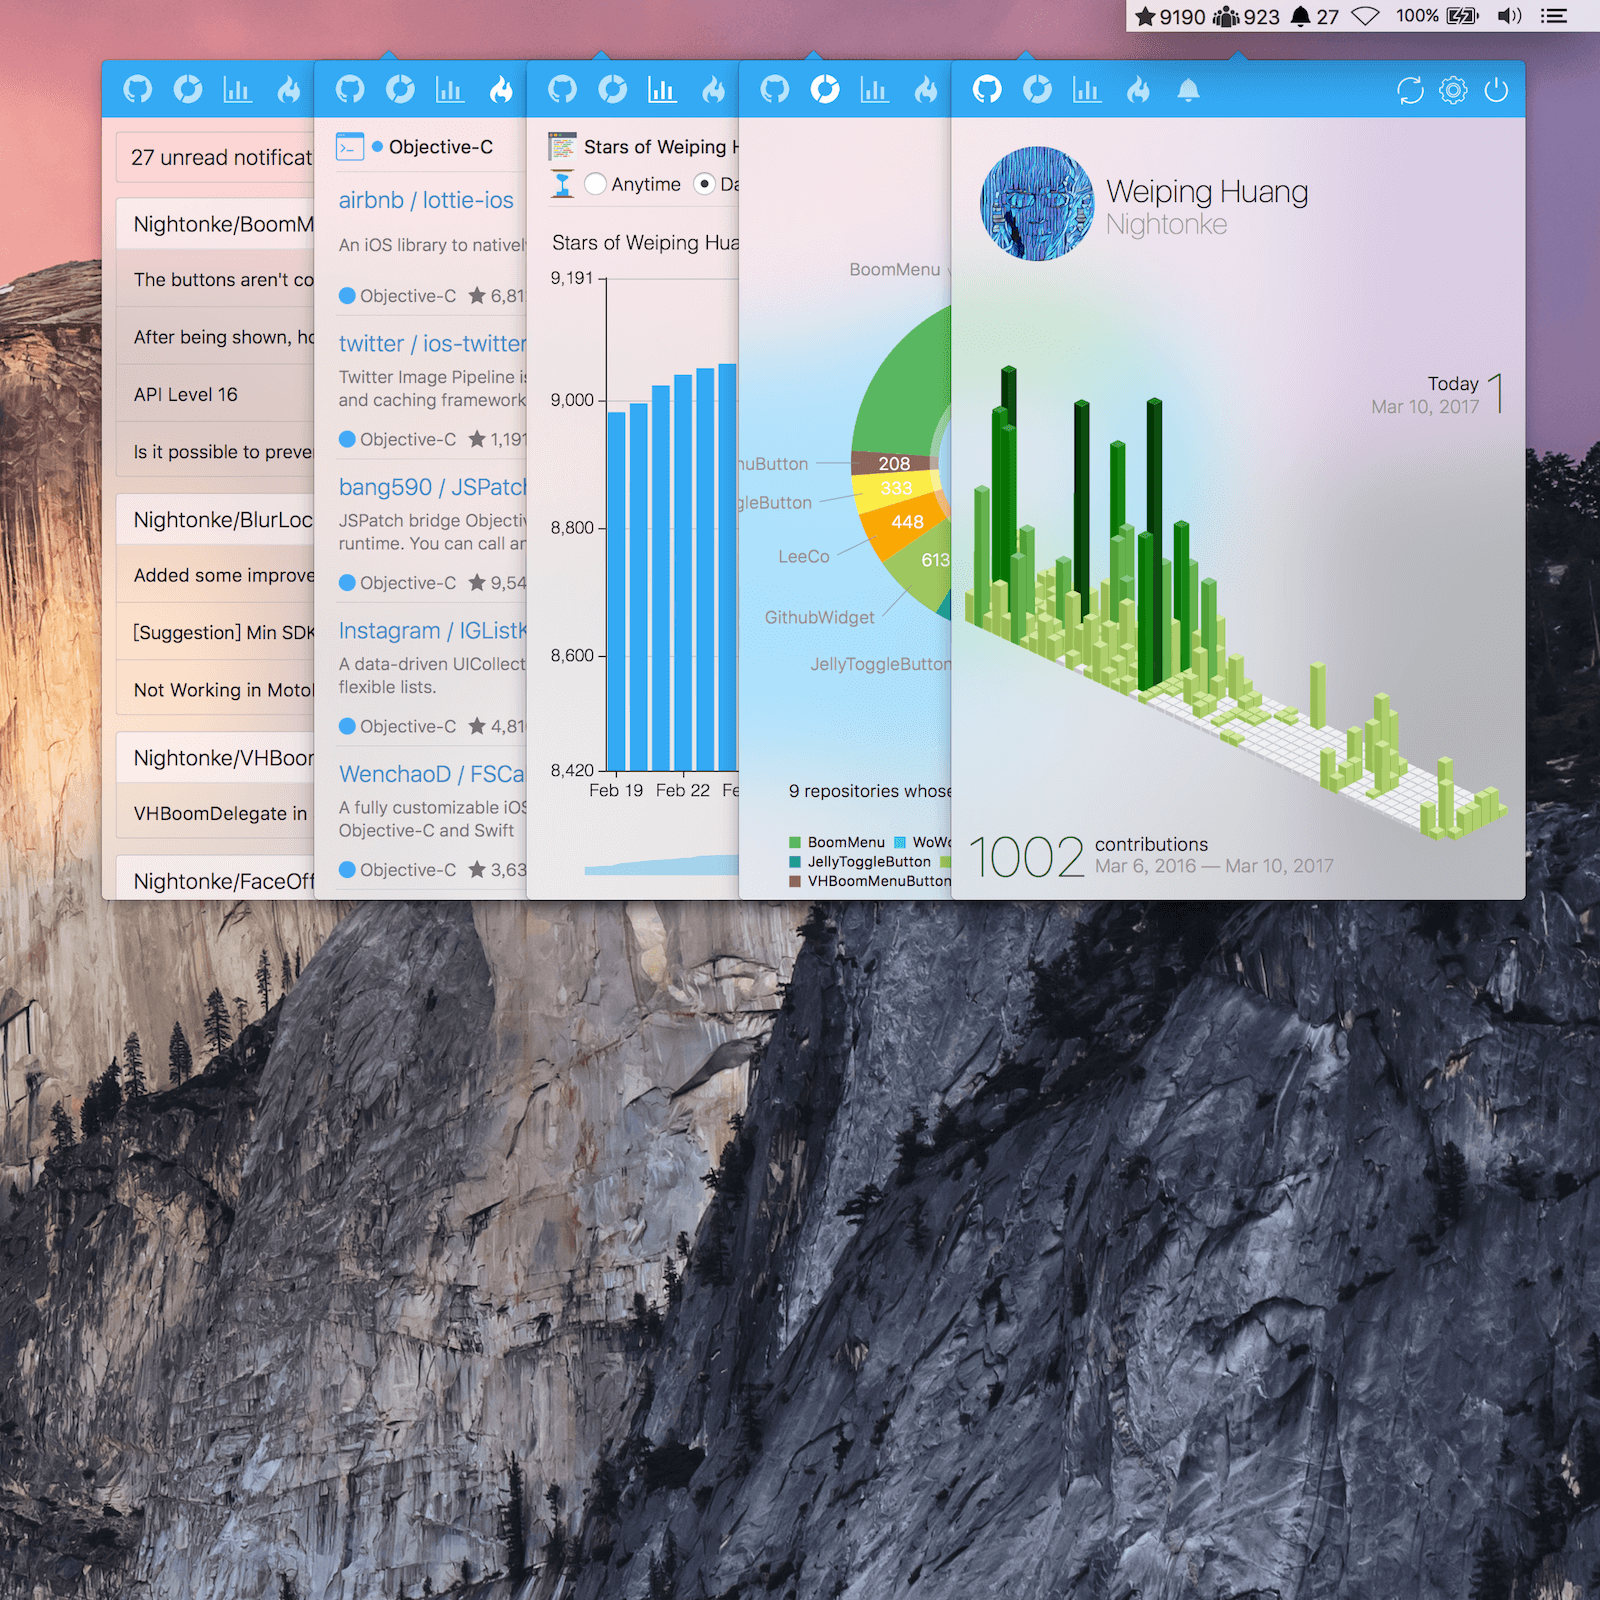 9190 923 27 100%
27 unread notificat
Nightonke/BoomM
The buttons aren't co
After being shown, ho
API Level 16
Is it possible to preve
Nightonke/BlurLoc
Added some improve
[Suggestion] Min SDK
Not Working in Moto
Nightonke/VHBoor
VHBoomDelegate in
Nightonke/FaceOff
Objective-C
airbnb / lottie-ios
An iOS library to native
Objective-C 6,81
twitter / ios-twitter
Twitter Image Pipeline is
and caching framework
Objective-C 1,191
bang590 / JSPatch
JSPatch bridge Objectiv
runtime. You can call an
Objective-C 9,54
Instagram / IGListK
A data-driven UICollect
flexible lists.
Objective-C 4,81
WenchaoD / FSCa
A fully customizable iOS
Objective-C and Swift
Objective-C 3,63
Stars of Weiping H
Anytime Da
Stars of Weiping Hua
9,191
9,000
8,800
8,600
8,420
Feb 19 Feb 22 Fe
BoomMenu
nuButton 208
gleButton 333
LeeCo 448
GithubWidget 613
JellyToggleButton
9 repositories whose
BoomMenu WoWo
JellyToggleButton
VHBoomMenuButton
Weiping Huang
Nightonke
Today 1
Mar 10, 2017
1002 contributions
Mar 6, 2016 — Mar 10, 2017